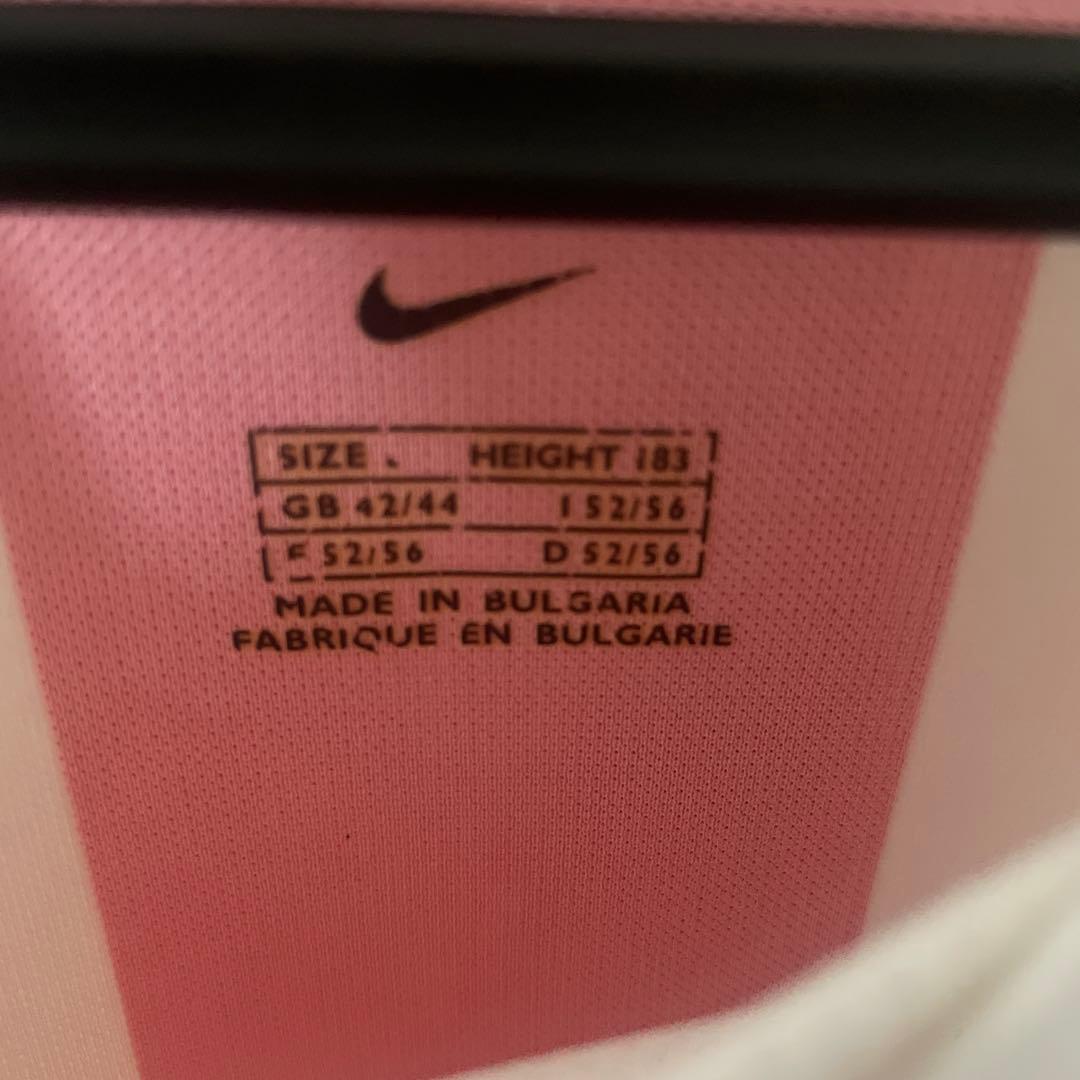 SIZE HEIGHT 183
GB 42/44 I 52/56
F 52/56 D 52/56
MADE IN BULGARIA
FABRIQUE EN BULGARIE